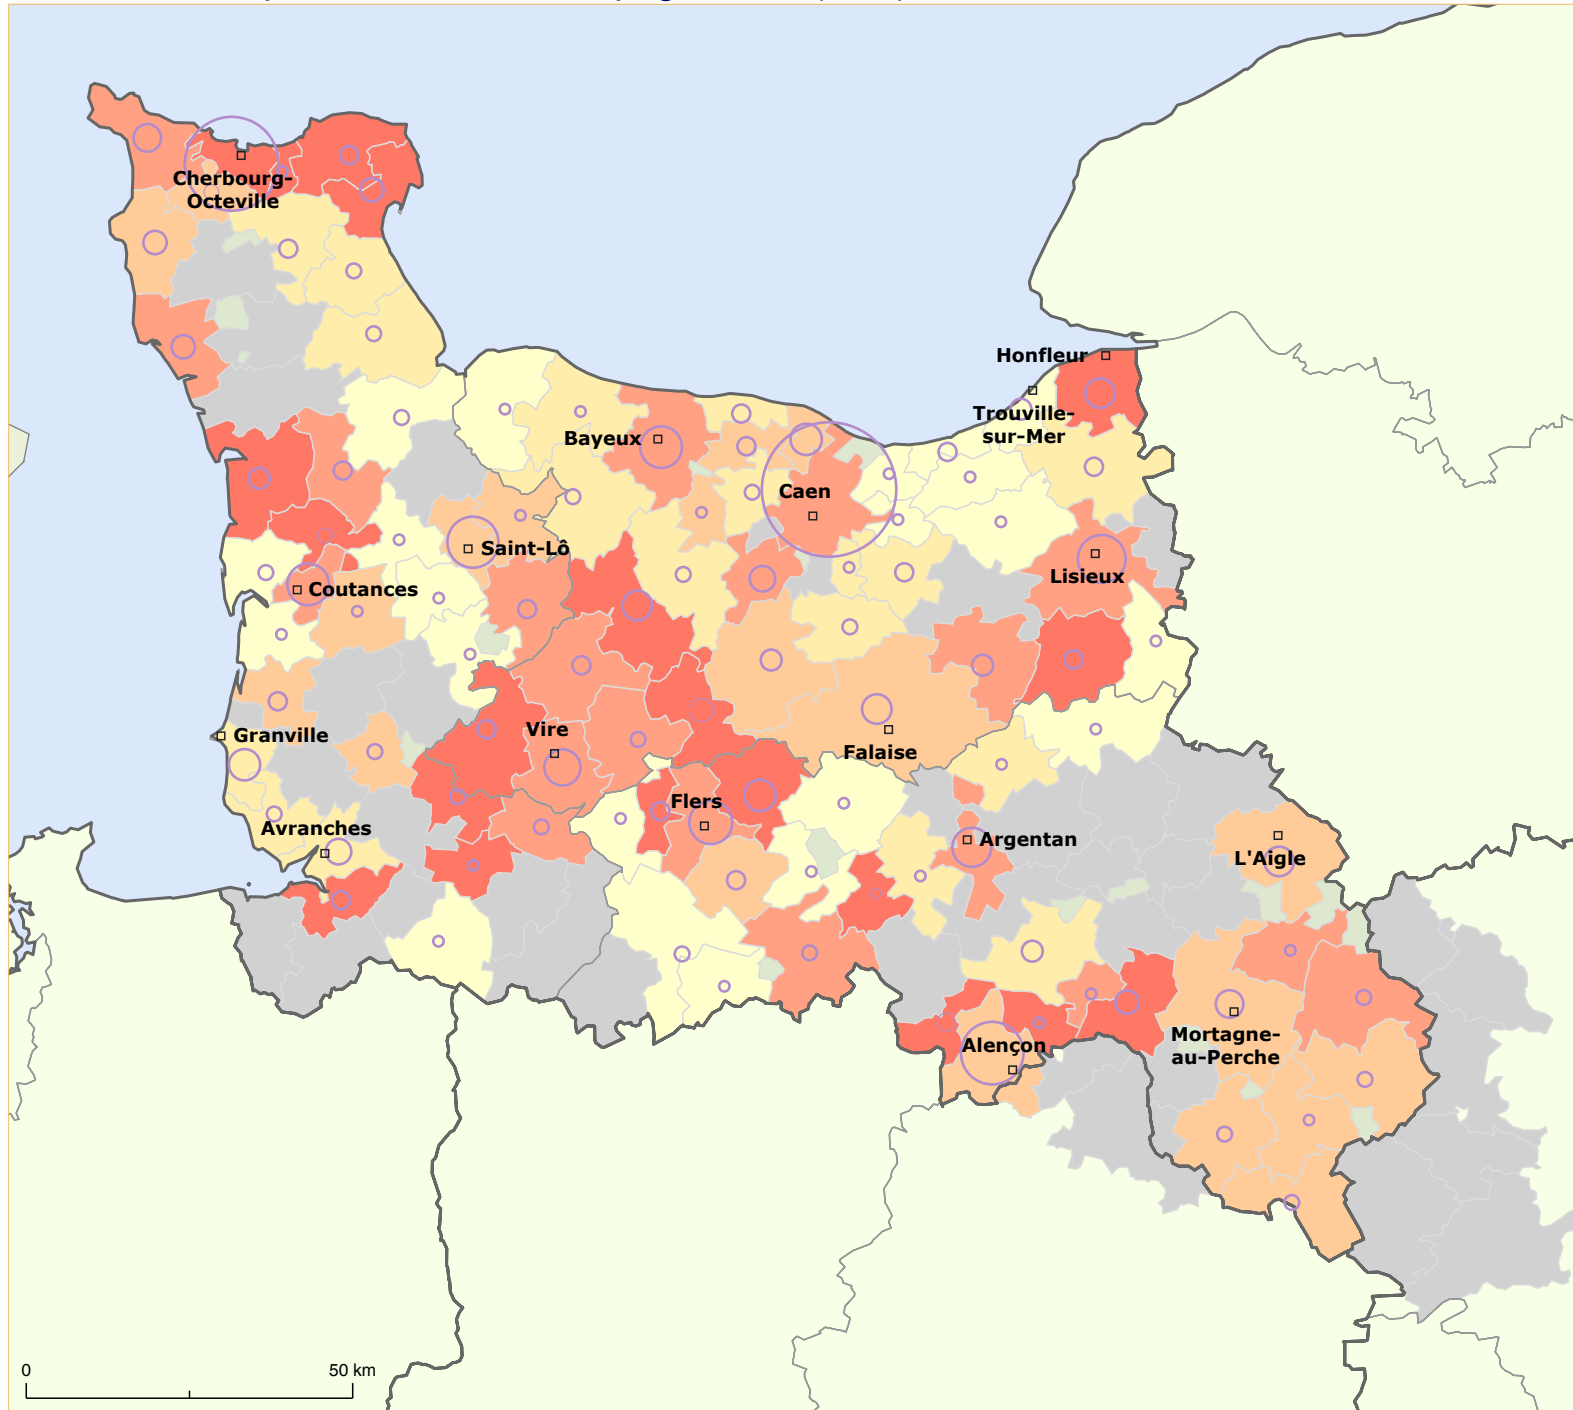 Cherbourg-
Octeville
Honfleur
Trouville-
sur-Mer
Bayeux
Caen
Saint-Lô
Lisieux
Coutances
Granville
Vire
Falaise
Flers
Avranches
Argentan
L'Aigle
Mortagne-
au-Perche
Alençon
0 50 km